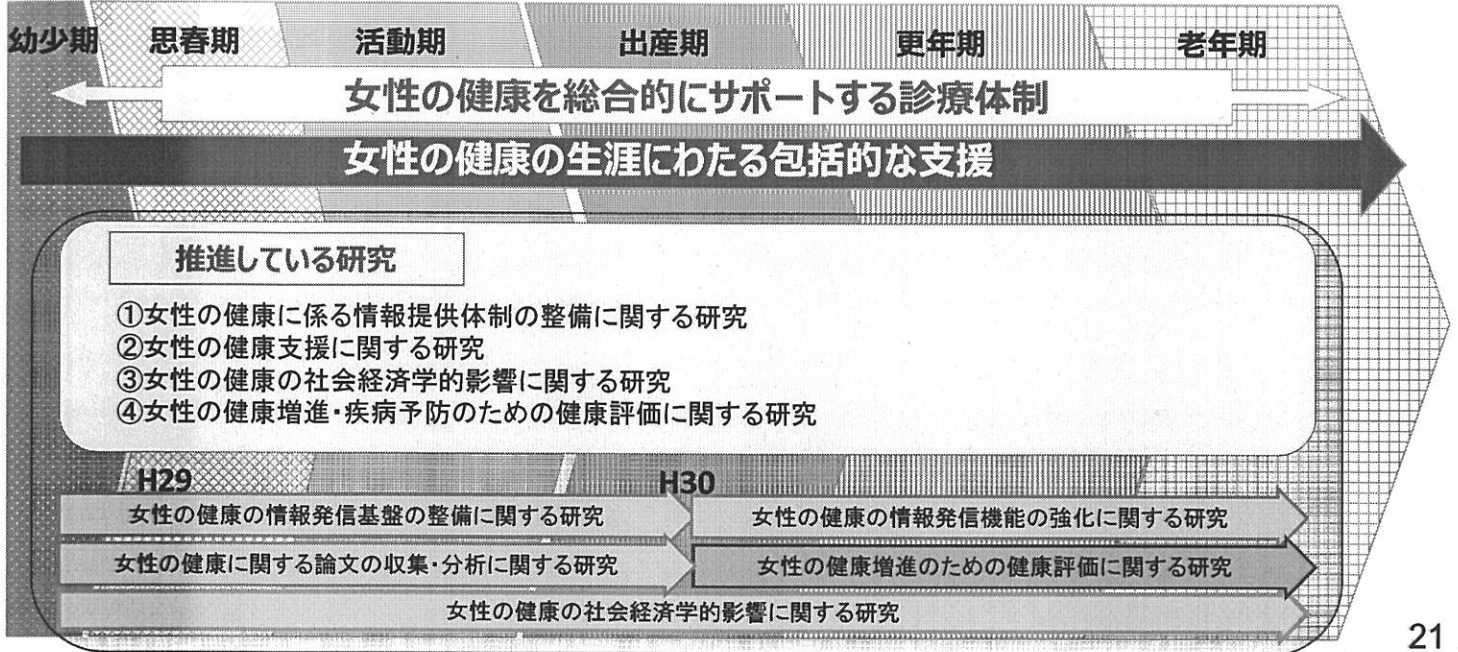 幼少期 思春期 活動期 出産期 更年期 老年期
女性の健康を総合的にサポートする診療体制
女性の健康の生涯にわたる包括的な支援
推進している研究
①女性の健康に係る情報提供体制の整備に関する研究
②女性の健康支援に関する研究
③女性の健康の社会経済学的影響に関する研究
④女性の健康増進・疾病予防のための健康評価に関する研究
H29 H30
女性の健康の情報発信基盤の整備に関する研究 女性の健康の情報発信機能の強化に関する研究
女性の健康に関する論文の収集・分析に関する研究 女性の健康増進のための健康評価に関する研究
女性の健康の社会経済学的影響に関する研究
21